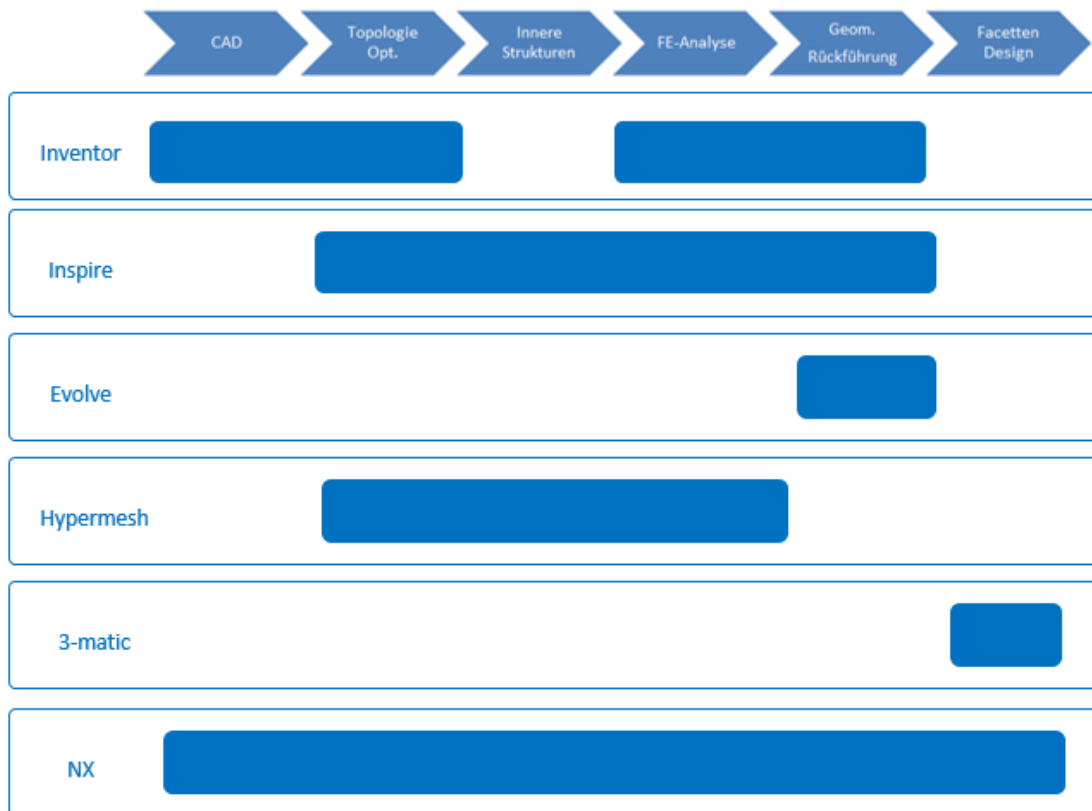 CAD
Topologie
Opt.
Innere
Strukturen
FE-Analyse
Geom.
Rückführung
Facetten
Design
Inventor
Inspire
Evolve
Hypermesh
3-matic
NX